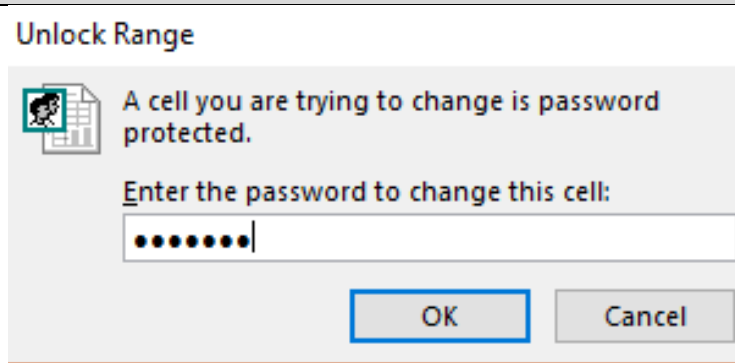 Unlock Range
A cell you are trying to change is password
protected.
Enter the password to change this cell:
•••••••
OK
Cancel